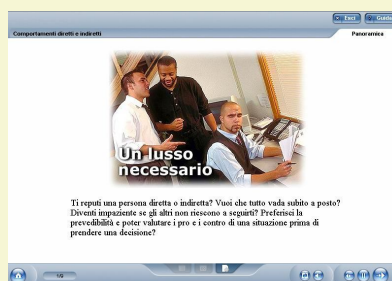 Esci Guida
Comportamenti diretti e indiretti Panoramica
Un lusso
necessario
Ti reputi una persona diretta o indiretta? Vuoi che tutto vada subito a posto?
Diventi impaziente se gli altri non riescono a seguirti? Preferisci la
prevedibilità e poter valutare i pro e i contro di una situazione prima di
prendere una decisione?
1/6